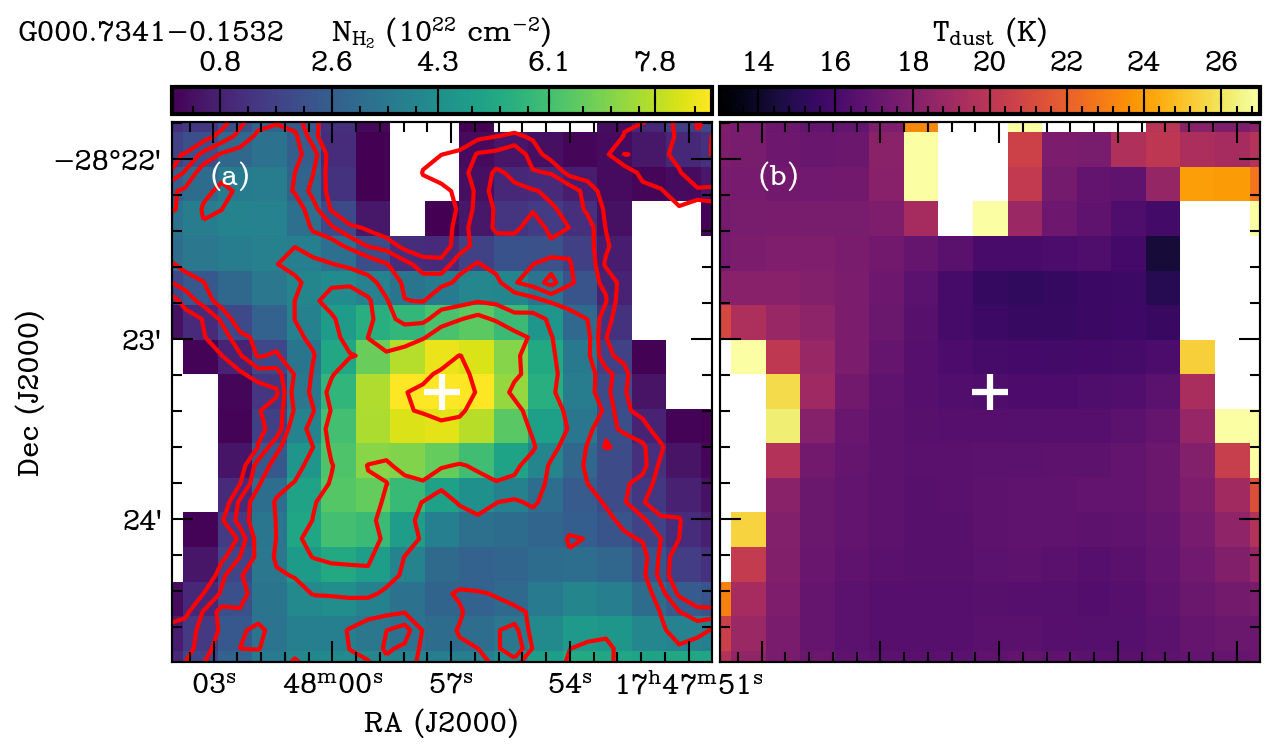 G000.7341−0.1532 N_H₂ (10²² cm⁻²) T_dust (K)
0.8 2.6 4.3 6.1 7.8 14 16 18 20 22 24 26
−28°22'
(a) (b)
23'
Dec (J2000)
24'
03ˢ 48ᵐ00ˢ 57ˢ 54ˢ 17ʰ47ᵐ51ˢ
RA (J2000)